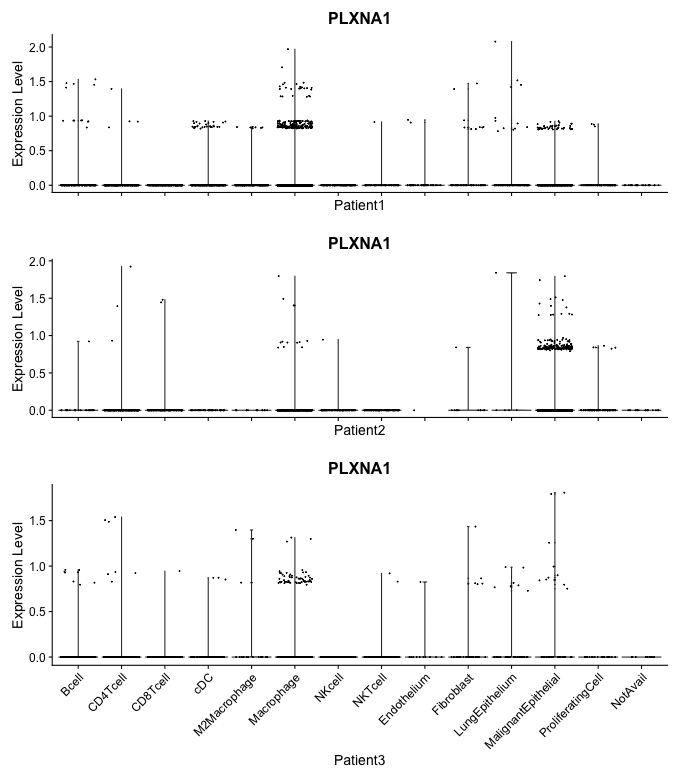 PLXNA1
Expression Level
2.0
1.5
1.0
0.5
0.0
Patient1
PLXNA1
Expression Level
2.0
1.5
1.0
0.5
0.0
Patient2
PLXNA1
Expression Level
1.5
1.0
0.5
0.0
Bcell
CD4Tcell
CD8Tcell
cDC
M2Macrophage
Macrophage
NKcell
NKTcell
Endothelium
Fibroblast
LungEpithelium
MalignantEpithelial
ProliferatingCell
NotAvail
Patient3